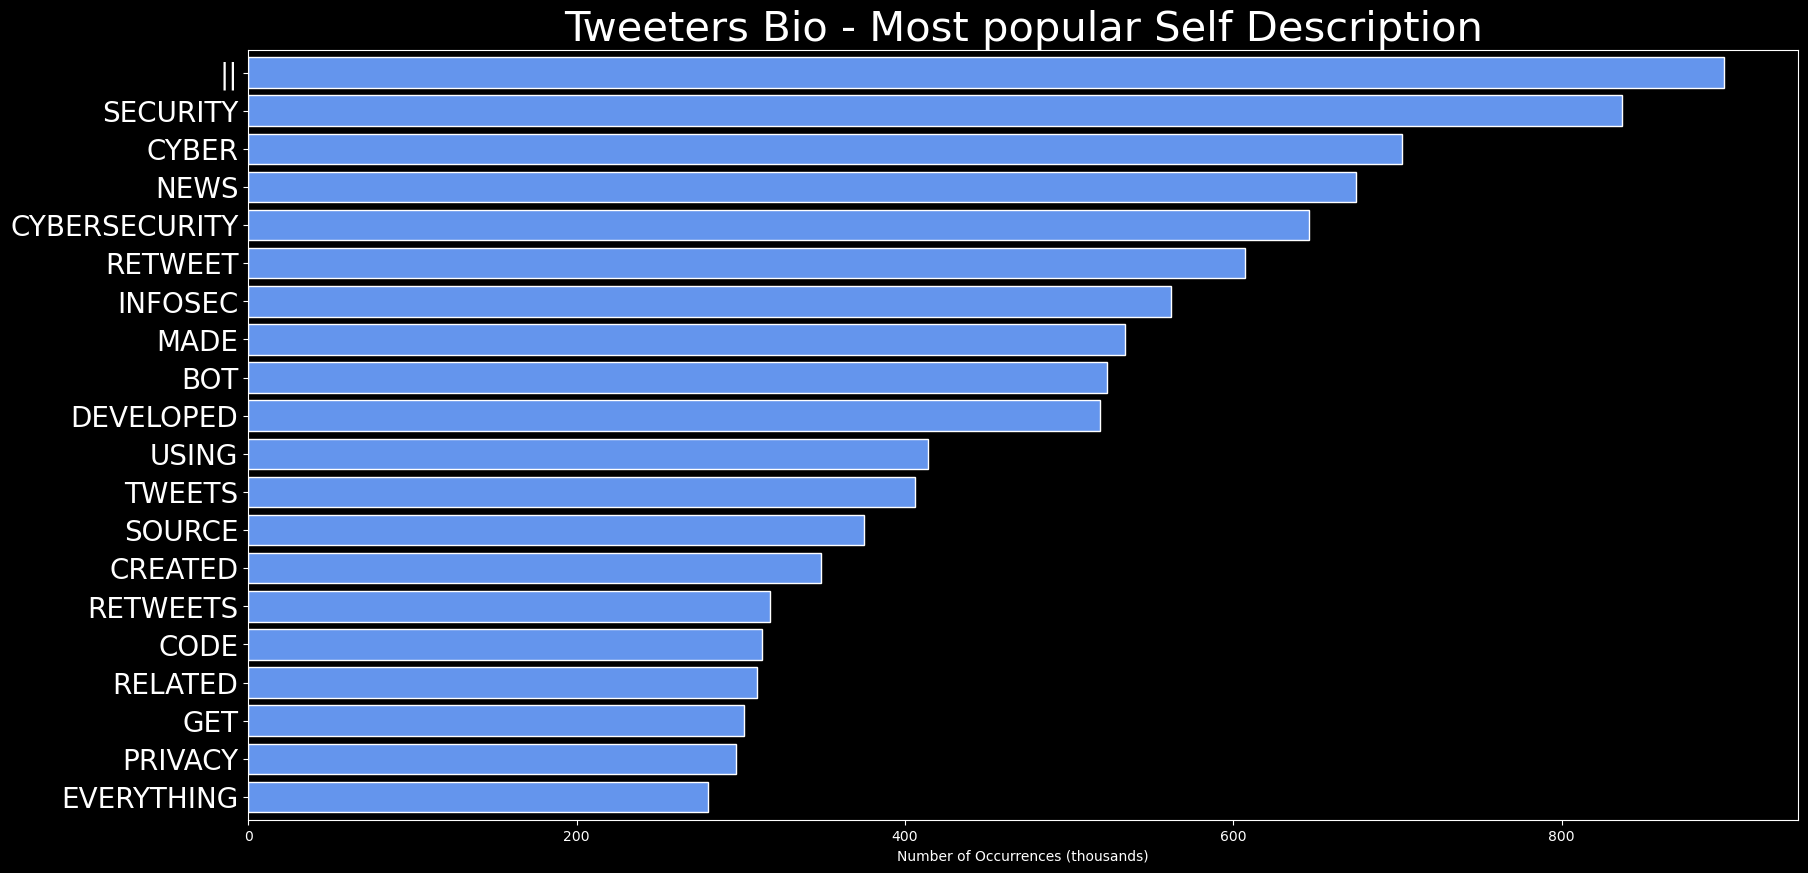 Tweeters Bio - Most popular Self Description
||
SECURITY
CYBER
NEWS
CYBERSECURITY
RETWEET
INFOSEC
MADE
BOT
DEVELOPED
USING
TWEETS
SOURCE
CREATED
RETWEETS
CODE
RELATED
GET
PRIVACY
EVERYTHING
0 200 400 600 800
Number of Occurrences (thousands)